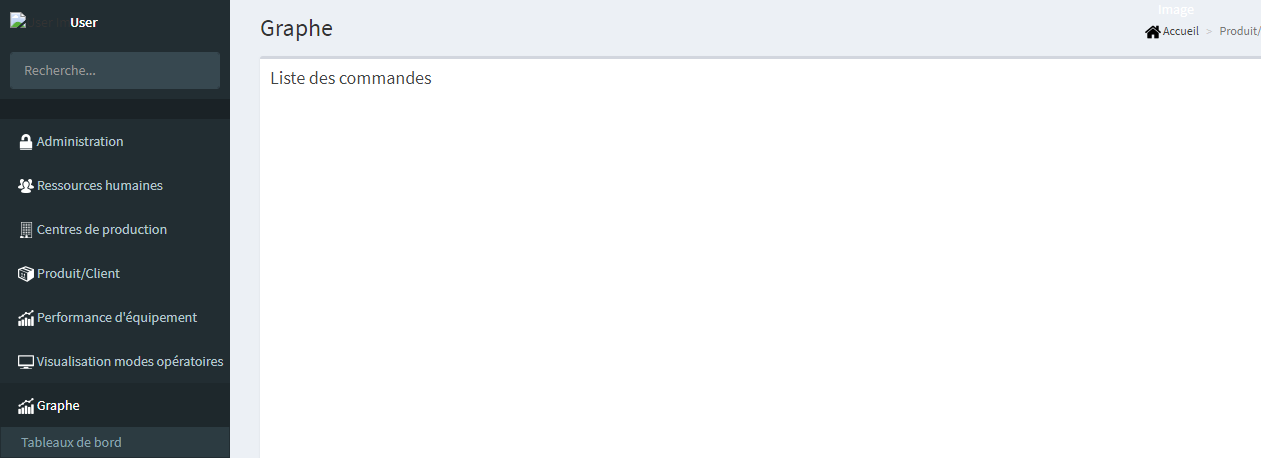 User
Image
Graphe
Accueil > Produit/
Recherche...
Liste des commandes
Administration
Ressources humaines
Centres de production
Produit/Client
Performance d'équipement
Visualisation modes opératoires
Graphe
Tableaux de bord